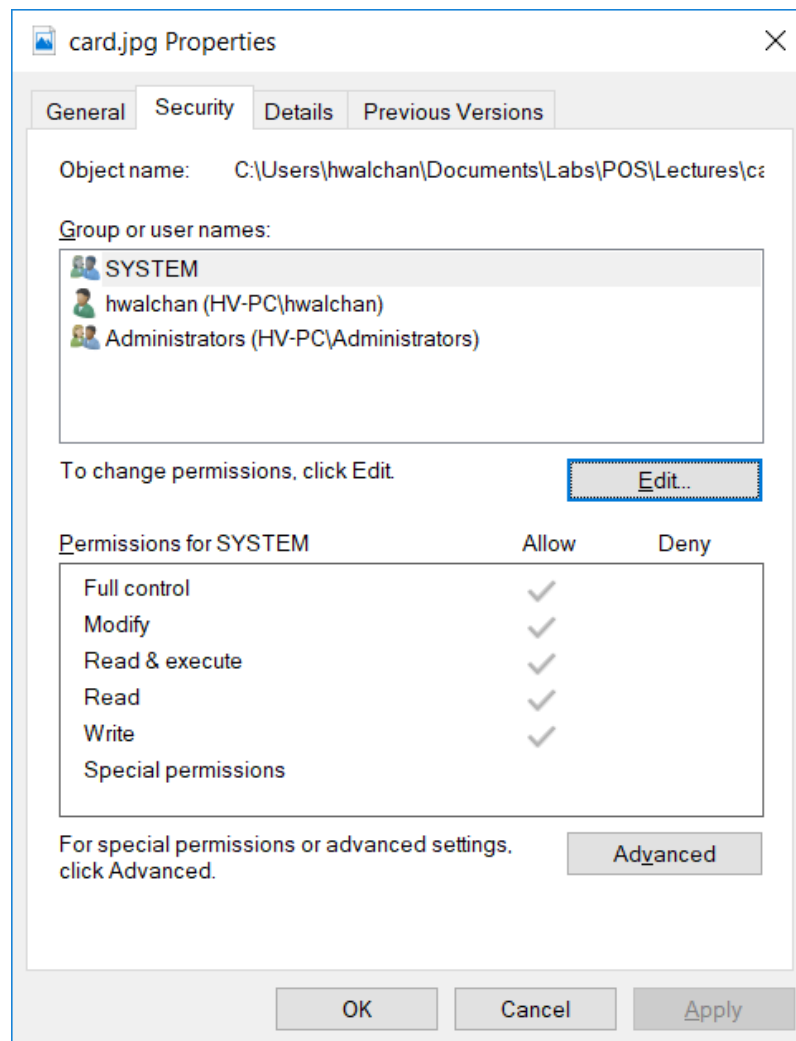 card.jpg Properties
General Security Details Previous Versions
Object name: C:\Users\hwalchan\Documents\Labs\POS\Lectures\ca
Group or user names:
SYSTEM
hwalchan (HV-PC\hwalchan)
Administrators (HV-PC\Administrators)
To change permissions, click Edit.
Edit...
Permissions for SYSTEM Allow Deny
Full control
Modify
Read & execute
Read
Write
Special permissions
For special permissions or advanced settings,
click Advanced.
Advanced
OK Cancel Apply